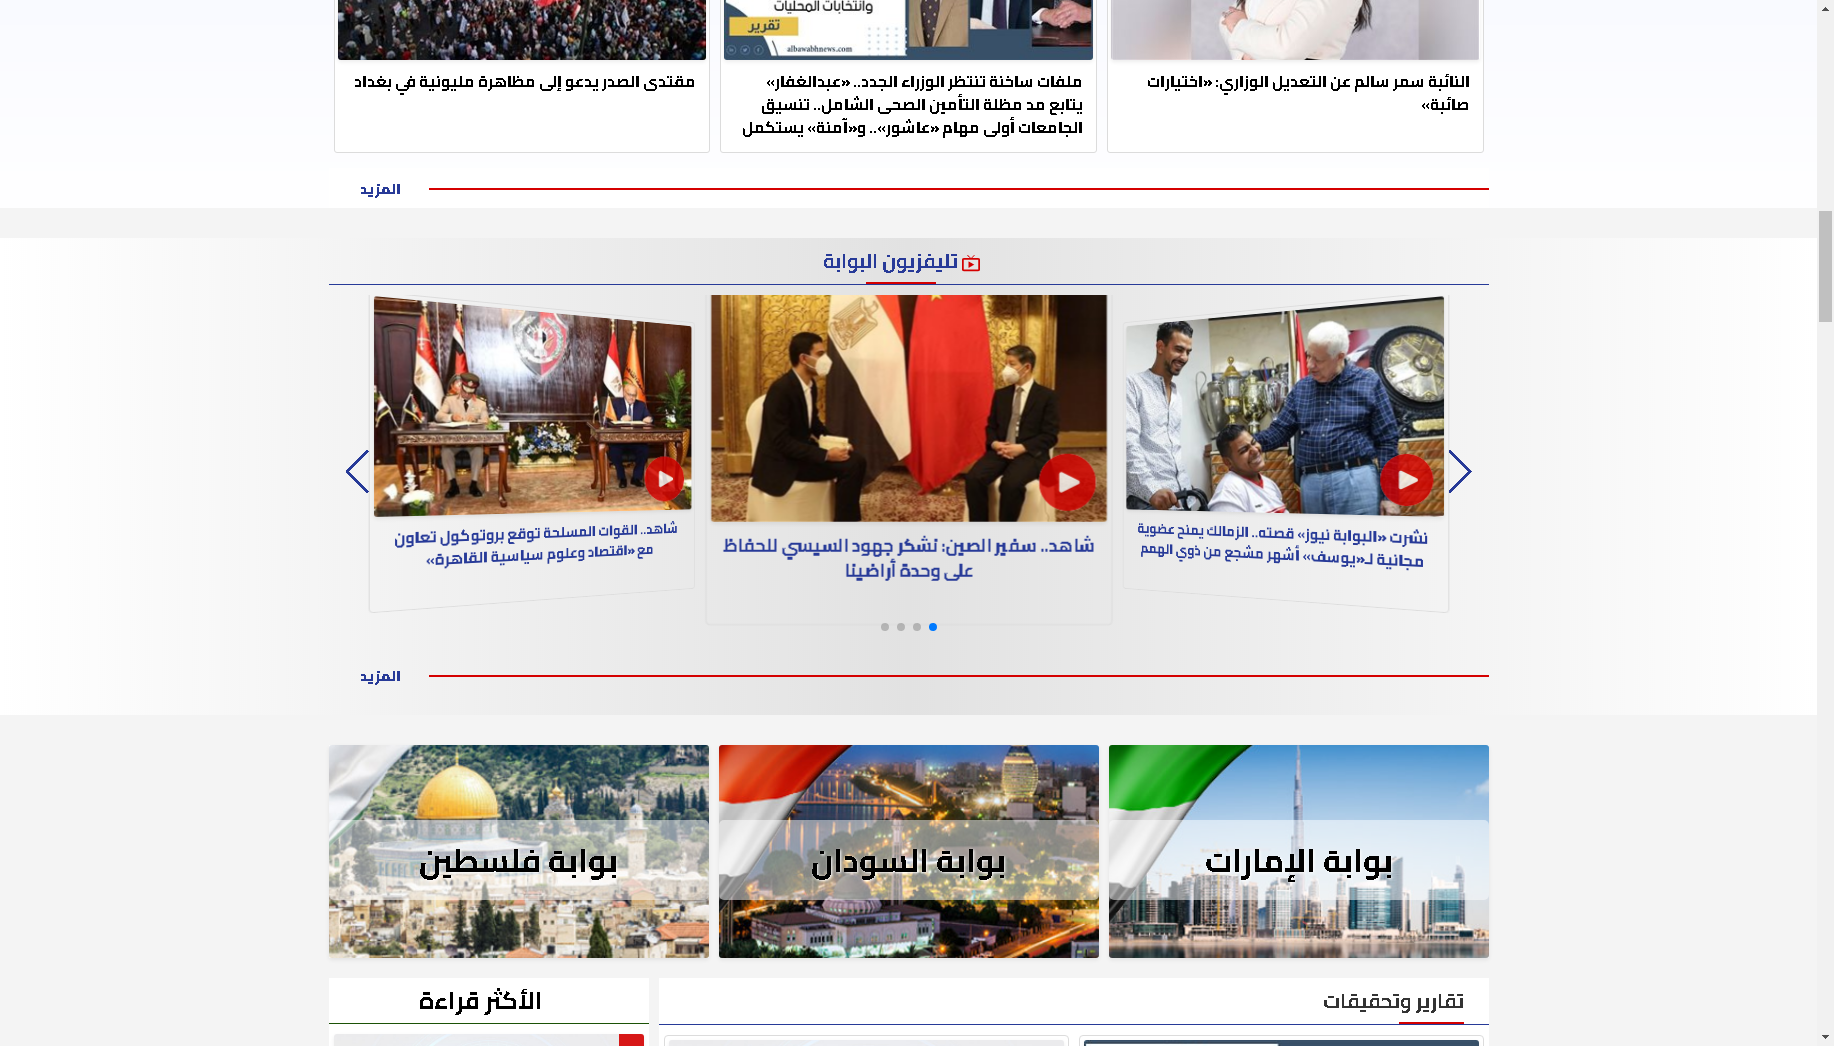 وانتخابات المحليات
تقرير
albawabhnews.com
النائبة سمر سالم عن التعديل الوزاري: «اختيارات
صائبة»
ملفات ساخنة تنتظر الوزراء الجدد.. «عبدالغفار»
يتابع مد مظلة التأمين الصحى الشامل.. تنسيق
الجامعات أولى مهام «عاشور».. و«آمنة» يستكمل
مقتدى الصدر يدعو إلى مظاهرة مليونية في بغداد
المزيد
تليفزيون البوابة
نشرت «البوابة نيوز» قصته.. الزمالك يمنح عضوية
مجانية لـ«يوسف» أشهر مشجع من ذوي الهمم
شاهد.. سفير الصين: نشكر جهود السيسي للحفاظ
على وحدة أراضينا
شاهد.. القوات المسلحة توقع بروتوكول تعاون
مع «اقتصاد وعلوم سياسية القاهرة»
المزيد
بوابة الإمارات
بوابة السودان
بوابة فلسطين
تقارير وتحقيقات
الأكثر قراءة